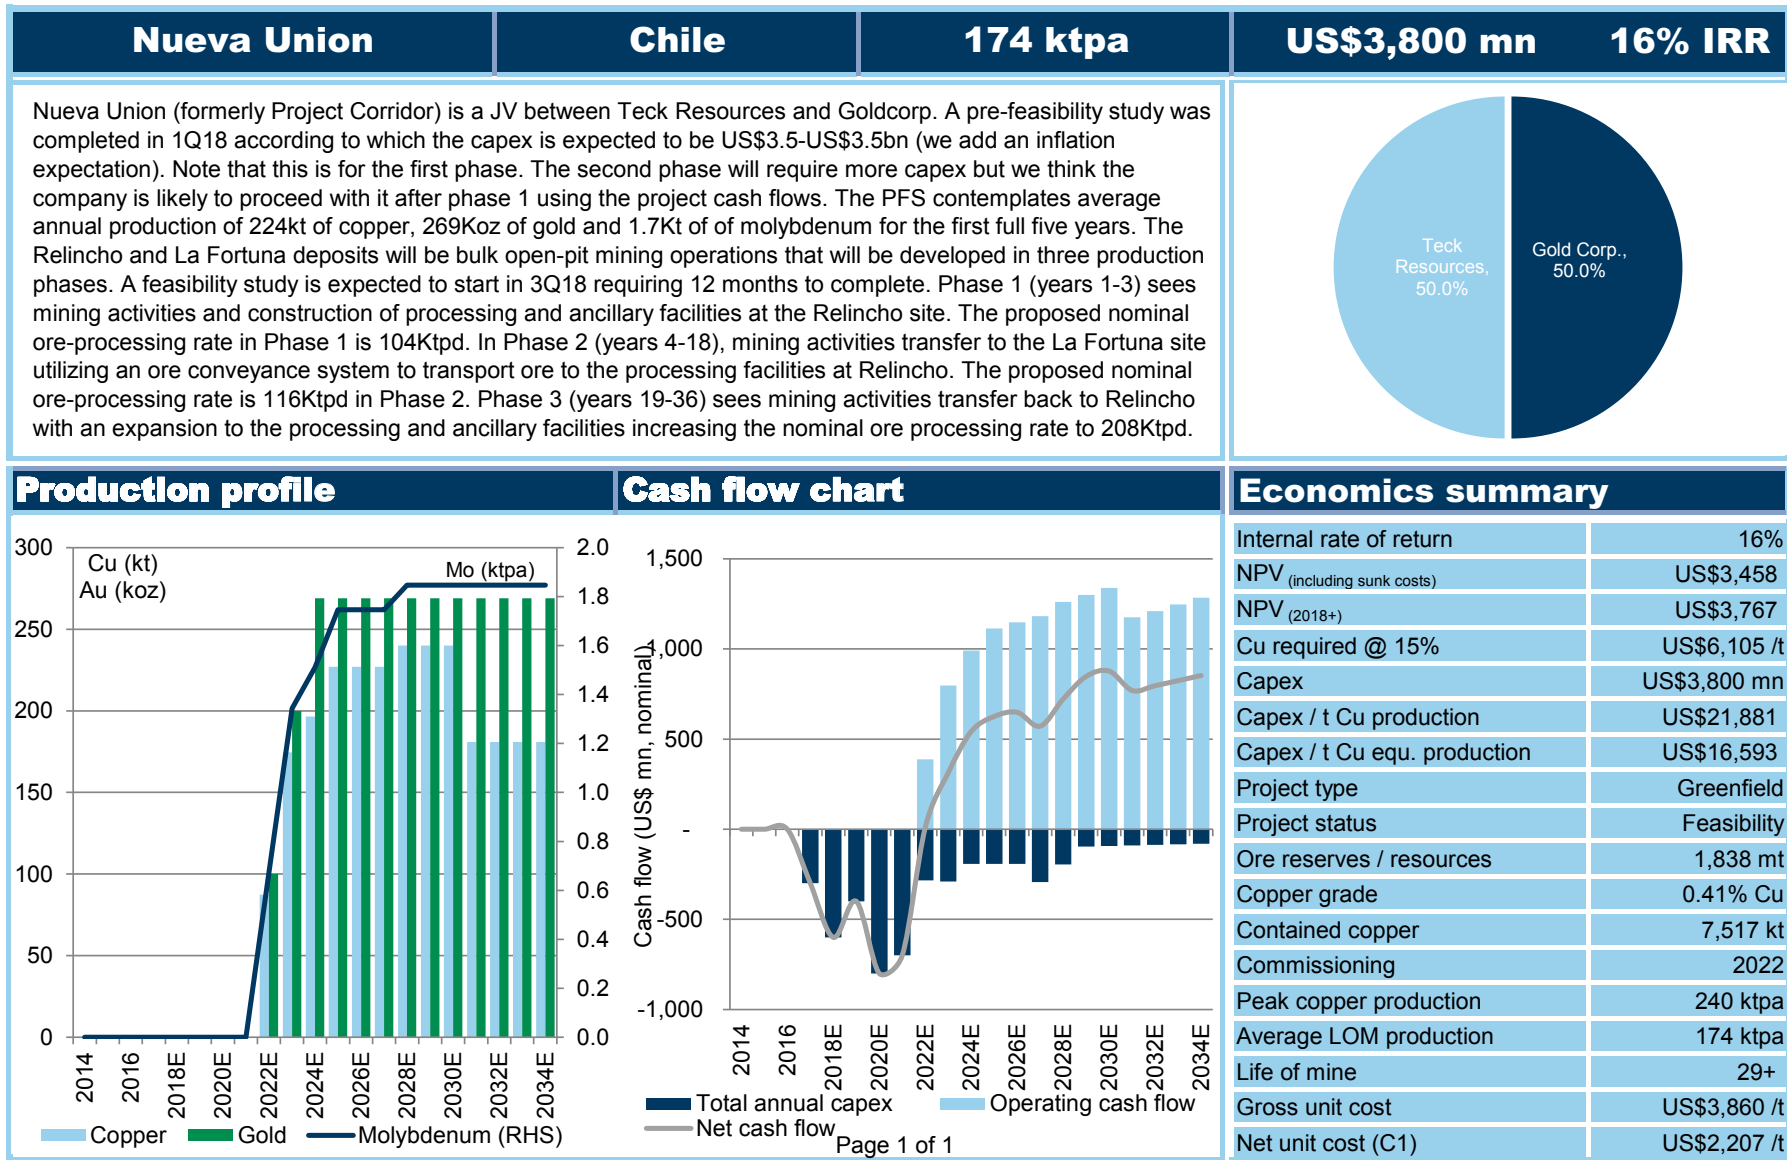 Nueva Union
Chile
174 ktpa
US$3,800 mn
16% IRR
Nueva Union (formerly Project Corridor) is a JV between Teck Resources and Goldcorp. A pre-feasibility study was
completed in 1Q18 according to which the capex is expected to be US$3.5-US$3.5bn (we add an inflation
expectation). Note that this is for the first phase. The second phase will require more capex but we think the
company is likely to proceed with it after phase 1 using the project cash flows. The PFS contemplates average
annual production of 224kt of copper, 269Koz of gold and 1.7Kt of of molybdenum for the first full five years. The
Relincho and La Fortuna deposits will be bulk open-pit mining operations that will be developed in three production
phases. A feasibility study is expected to start in 3Q18 requiring 12 months to complete. Phase 1 (years 1-3) sees
mining activities and construction of processing and ancillary facilities at the Relincho site. The proposed nominal
ore-processing rate in Phase 1 is 104Ktpd. In Phase 2 (years 4-18), mining activities transfer to the La Fortuna site
utilizing an ore conveyance system to transport ore to the processing facilities at Relincho. The proposed nominal
ore-processing rate is 116Ktpd in Phase 2. Phase 3 (years 19-36) sees mining activities transfer back to Relincho
with an expansion to the processing and ancillary facilities increasing the nominal ore processing rate to 208Ktpd.
Teck
Resources,
50.0%
Gold Corp.,
50.0%
Production profile
300
250
200
150
100
50
0
Cu (kt)
Au (koz)
Mo (ktpa)
2.0
1.8
1.6
1.4
1.2
1.0
0.8
0.6
0.4
0.2
0.0
2014
2016
2018E
2020E
2022E
2024E
2026E
2028E
2030E
2032E
2034E
Copper
Gold
Molybdenum (RHS)
Cash flow chart
Cash flow (US$ mn, nominal)
1,500
1,000
500
-
-500
-1,000
2014
2016
2018E
2020E
2022E
2024E
2026E
2028E
2030E
2032E
2034E
Total annual capex
Operating cash flow
Net cash flow
Page 1 of 1
Economics summary
Internal rate of return 16%
NPV (including sunk costs) US$3,458
NPV (2018+) US$3,767
Cu required @ 15% US$6,105 /t
Capex US$3,800 mn
Capex / t Cu production US$21,881
Capex / t Cu equ. production US$16,593
Project type Greenfield
Project status Feasibility
Ore reserves / resources 1,838 mt
Copper grade 0.41% Cu
Contained copper 7,517 kt
Commissioning 2022
Peak copper production 240 ktpa
Average LOM production 174 ktpa
Life of mine 29+
Gross unit cost US$3,860 /t
Net unit cost (C1) US$2,207 /t